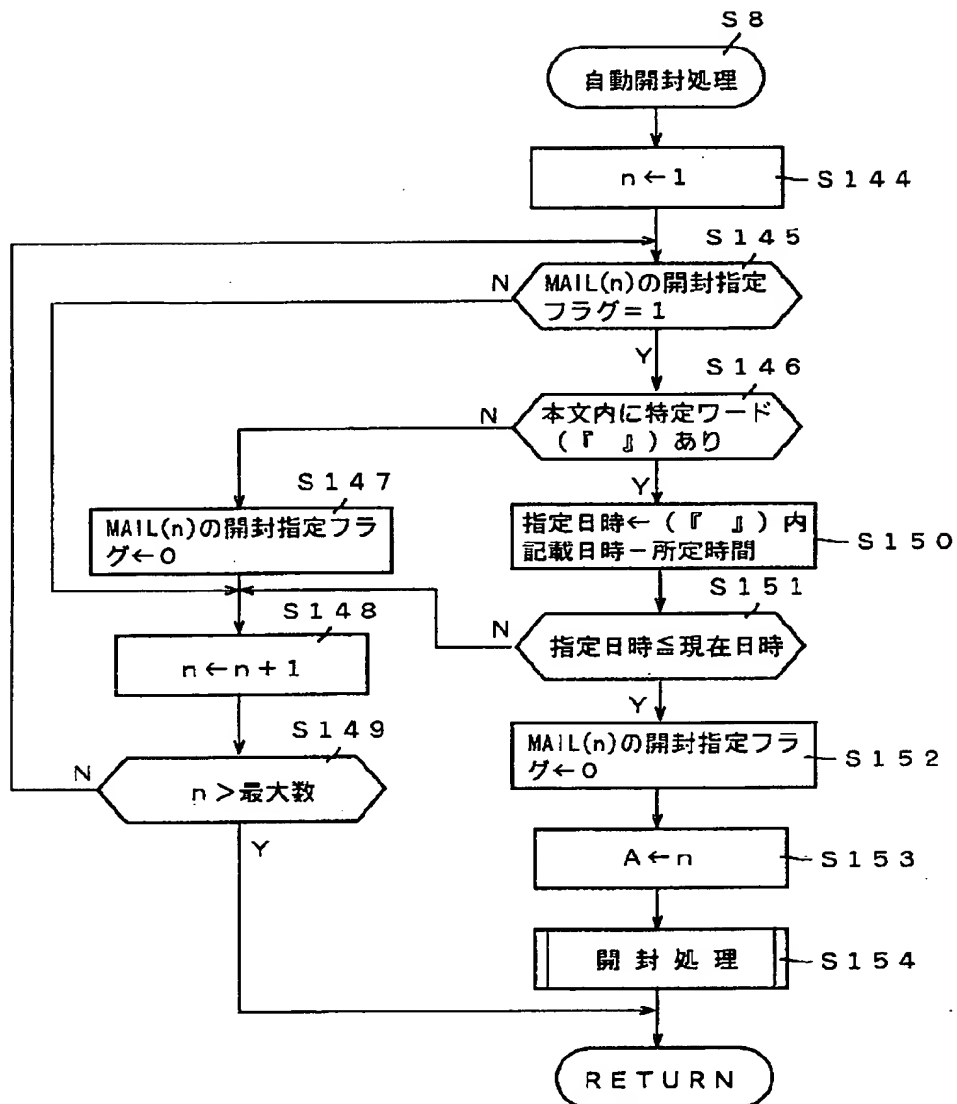 S8
自動開封処理
n←1
S144
S145
N
MAIL(n)の開封指定
フラグ=1
Y
S146
N
本文内に特定ワード
(『 』)あり
S147
Y
MAIL(n)の開封指定フラ
グ←0
指定日時←(『 』)内
記載日時-所定時間
S150
S148
S151
n←n+1
N
指定日時≦現在日時
S149
Y
N
n>最大数
MAIL(n)の開封指定フラ
グ←0
S152
Y
A←n
S153
開封処理
S154
RETURN